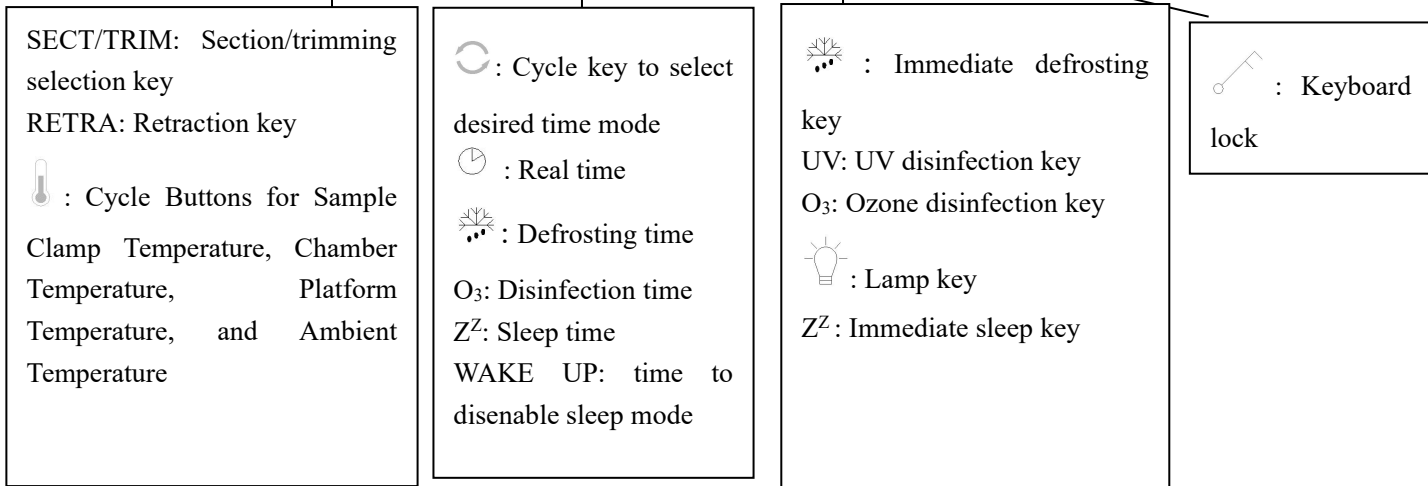 SECT/TRIM: Section/trimming
selection key
RETRA: Retraction key
: Cycle Buttons for Sample
Clamp Temperature, Chamber
Temperature, Platform
Temperature, and Ambient
Temperature
: Cycle key to select
desired time mode
: Real time
: Defrosting time
O₃: Disinfection time
Zᶻ: Sleep time
WAKE UP: time to
disenable sleep mode
: Immediate defrosting
key
UV: UV disinfection key
O₃: Ozone disinfection key
: Lamp key
Zᶻ : Immediate sleep key
: Keyboard
lock